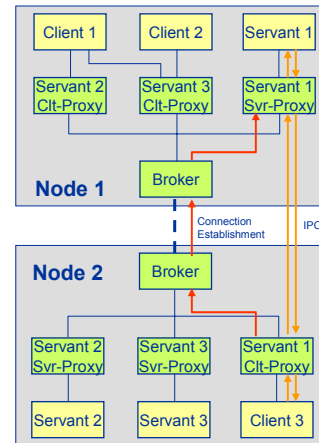 Client 1
Client 2
Servant 1
Servant 2
Clt-Proxy
Servant 3
Clt-Proxy
Servant 1
Svr-Proxy
Broker
Node 1
Connection
Establishment
IPC
Node 2
Broker
Servant 2
Svr-Proxy
Servant 3
Svr-Proxy
Servant 1
Clt-Proxy
Servant 2
Servant 3
Client 3